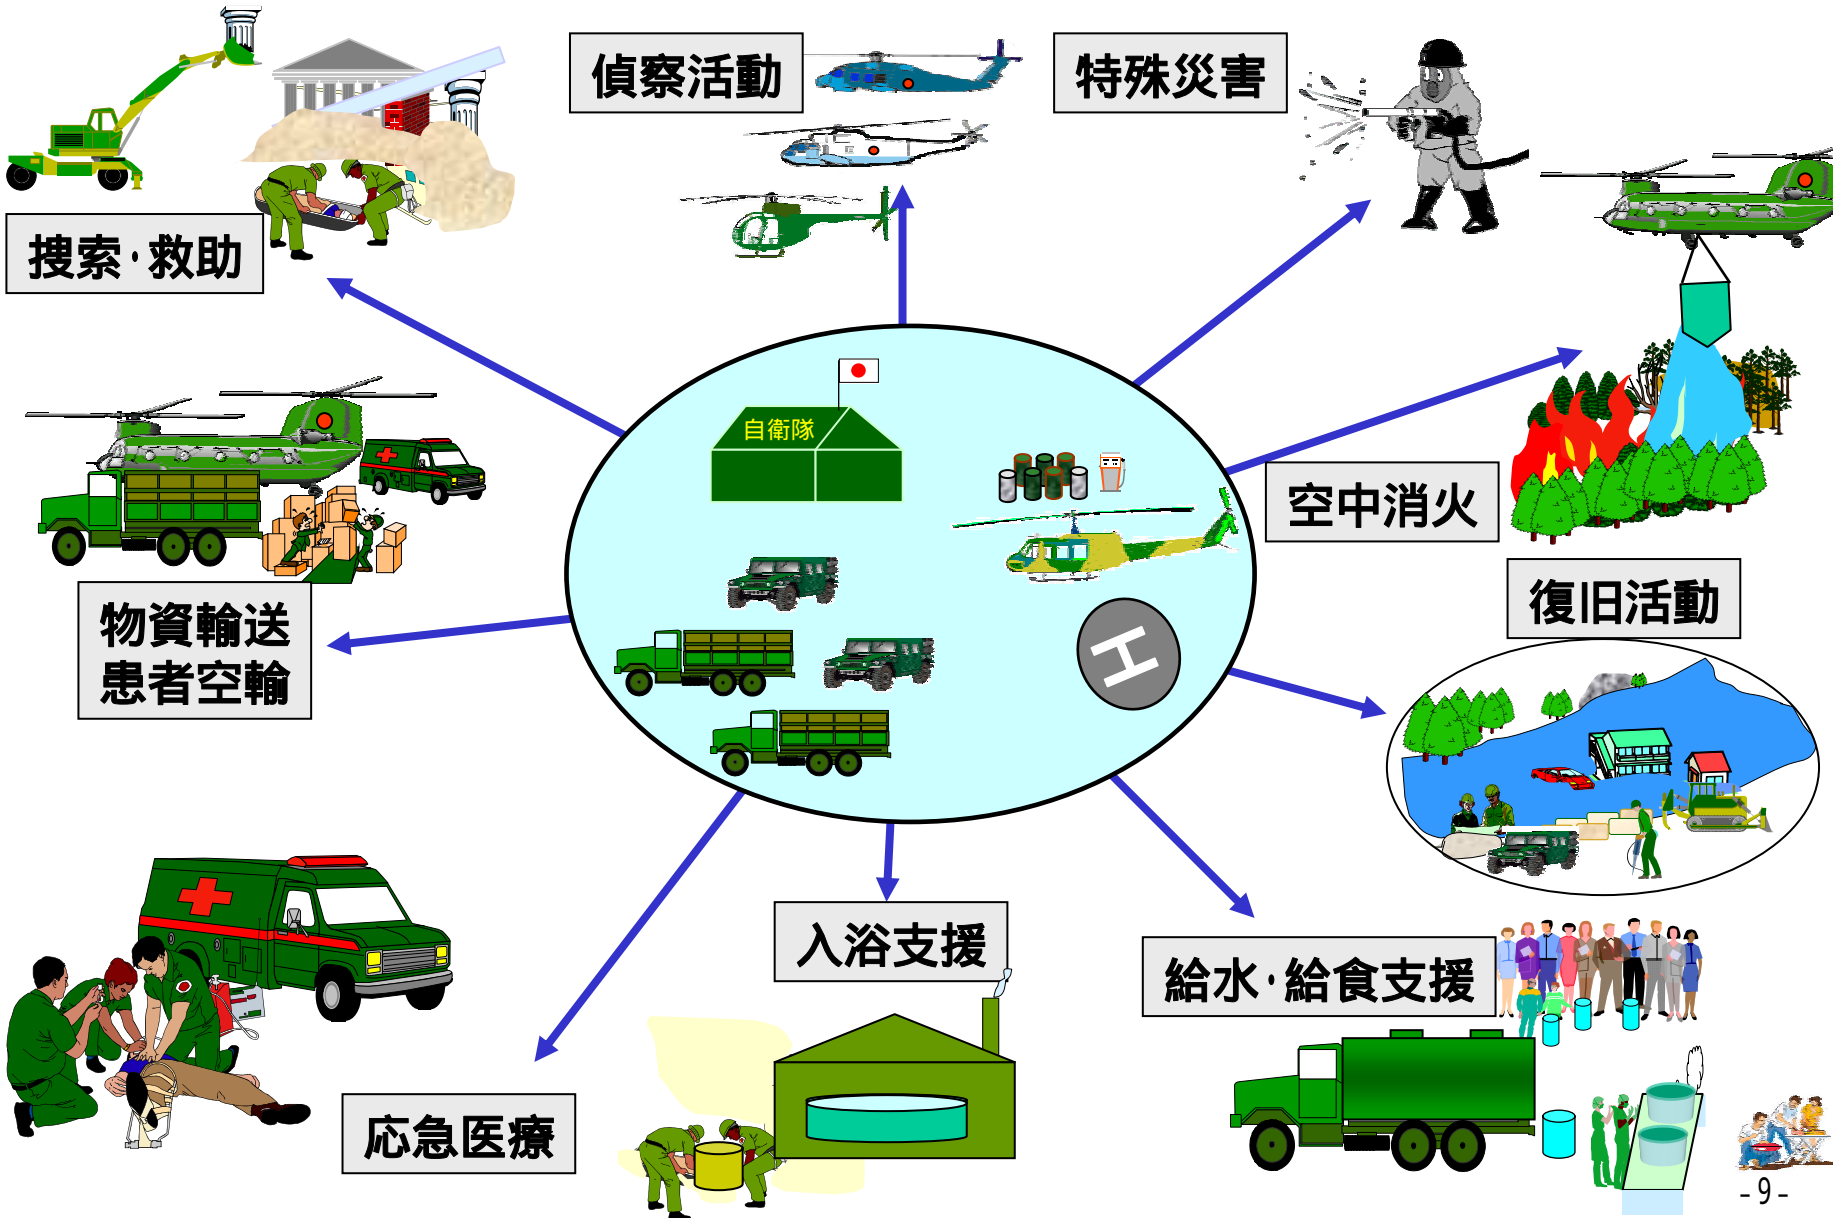 偵察活動
特殊災害
捜索・救助
自衛隊
空中消火
物資輸送
患者空輸
復旧活動
H
入浴支援
給水・給食支援
応急医療
-9-